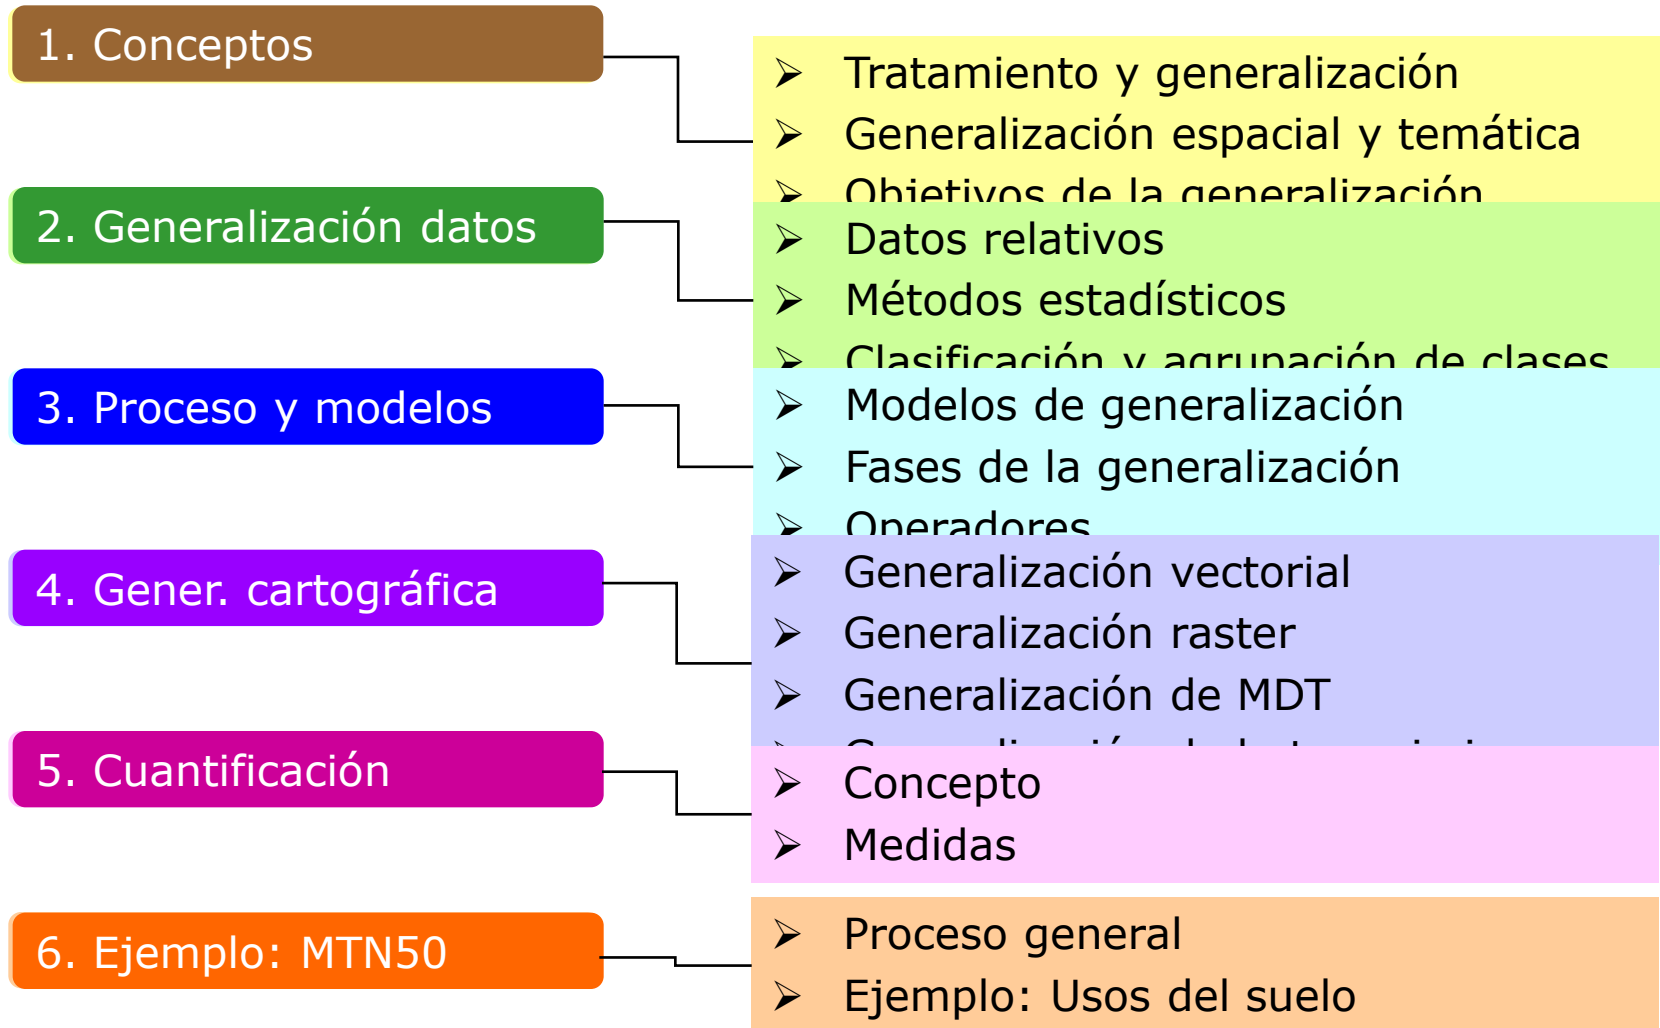 1. Conceptos
➢ Tratamiento y generalización
➢ Generalización espacial y temática
➢ Objetivos de la generalización
2. Generalización datos
➢ Datos relativos
➢ Métodos estadísticos
➢ Clasificación y agrupación de clases
3. Proceso y modelos
➢ Modelos de generalización
➢ Fases de la generalización
➢ Operadores
4. Gener. cartográfica
➢ Generalización vectorial
➢ Generalización raster
➢ Generalización de MDT
5. Cuantificación
➢ Concepto
➢ Medidas
6. Ejemplo: MTN50
➢ Proceso general
➢ Ejemplo: Usos del suelo